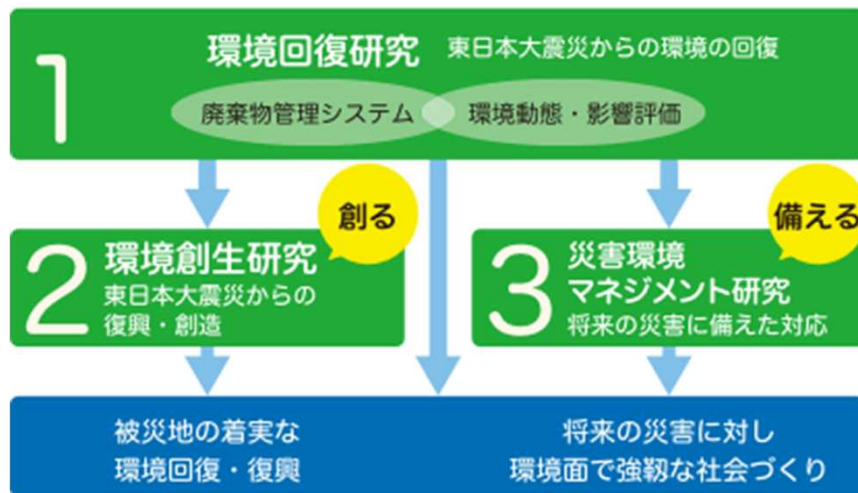 1
環境回復研究 東日本大震災からの環境の回復
廃棄物管理システム 環境動態・影響評価
創る
2
環境創生研究
東日本大震災からの
復興・創造
備える
3
災害環境
マネジメント研究
将来の災害に備えた対応
被災地の着実な
環境回復・復興
将来の災害に対し
環境面で強靱な社会づくり